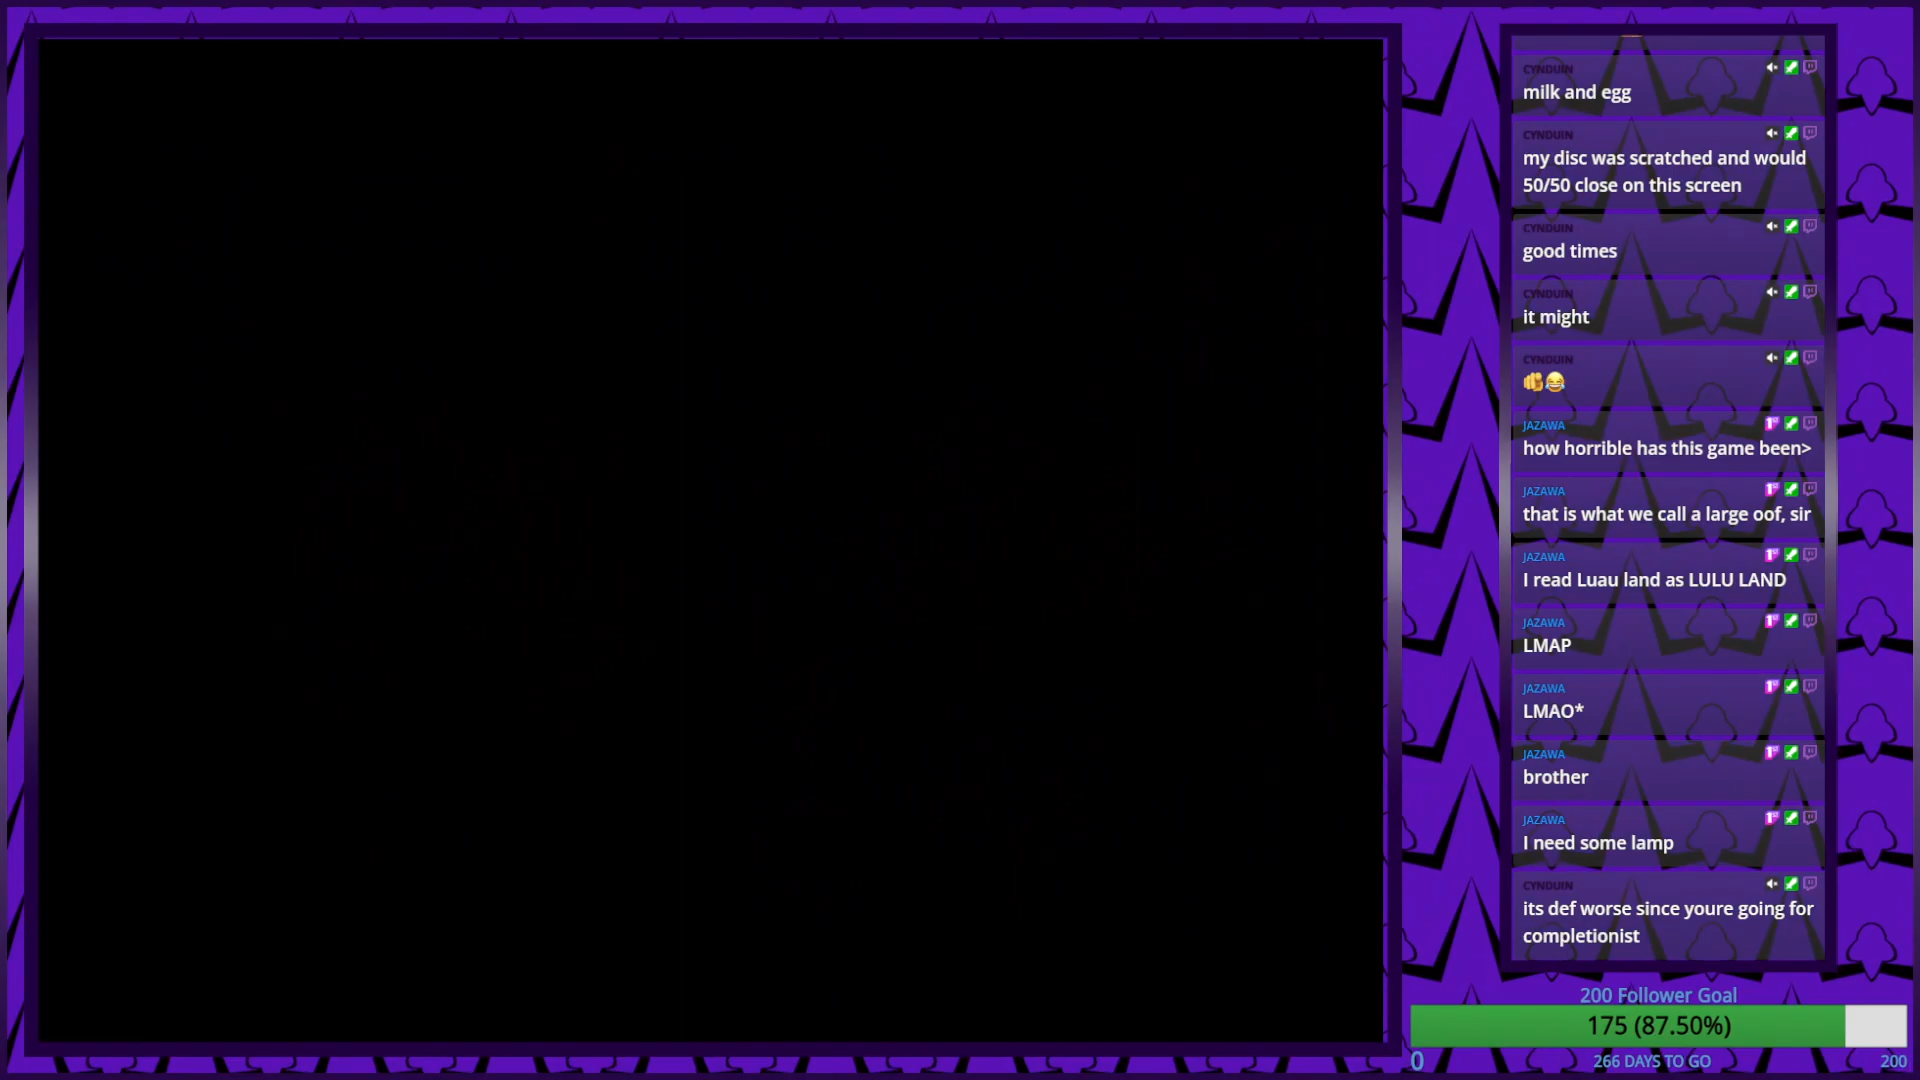 CYNDUIN
milk and egg
CYNDUIN
my disc was scratched and would
50/50 close on this screen
CYNDUIN
good times
CYNDUIN
it might
CYNDUIN
🫵😂
JAZAWA
how horrible has this game been>
JAZAWA
that is what we call a large oof, sir
JAZAWA
I read Luau land as LULU LAND
JAZAWA
LMAP
JAZAWA
LMAO*
JAZAWA
brother
JAZAWA
I need some lamp
CYNDUIN
its def worse since youre going for
completionist
200 Follower Goal
175 (87.50%)
0
266 DAYS TO GO
200